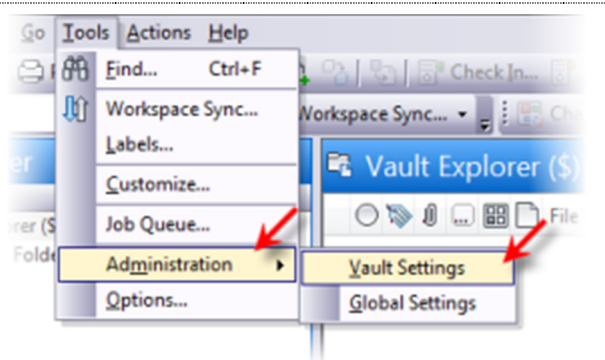 Go Tools Actions Help
Find... Ctrl+F
Check In...
Workspace Sync...
Workspace Sync...
Labels...
Vault Explorer ($)
Customize...
Job Queue...
File
Administration
Vault Settings
Options...
Global Settings